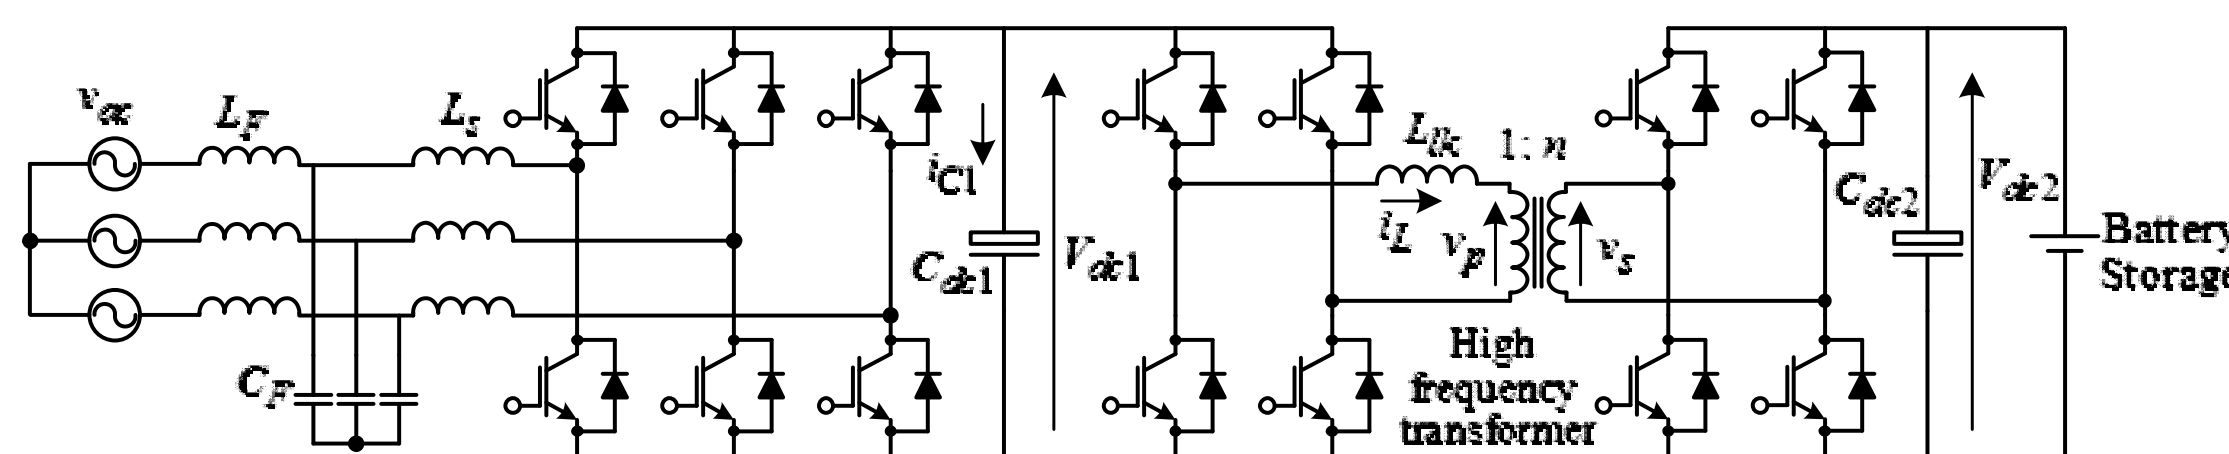 v_ac
L_F
L_s
C_F
i_C1
C_dc1
V_dc1
L_lk
1: n
i_L
v_p
v_s
High
frequency
transformer
C_dc2
V_dc2
Battery
Storage